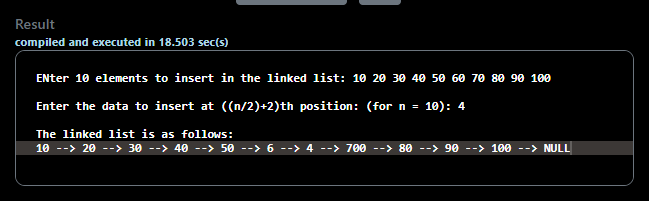 Result
compiled and executed in 18.503 sec(s)
ENter 10 elements to insert in the linked list: 10 20 30 40 50 60 70 80 90 100
Enter the data to insert at ((n/2)+2)th position: (for n = 10): 4
The linked list is as follows:
10 --> 20 --> 30 --> 40 --> 50 --> 6 --> 4 --> 700 --> 80 --> 90 --> 100 --> NULL